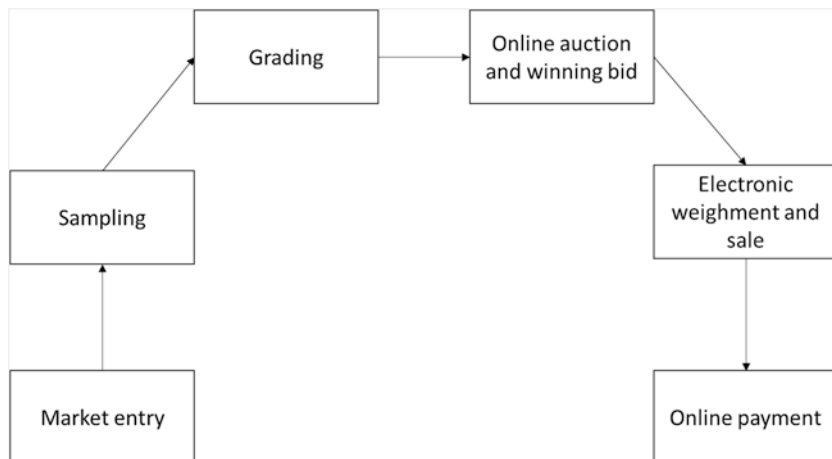 Grading
Online auction
and winning bid
Sampling
Electronic
weighment and
sale
Market entry
Online payment